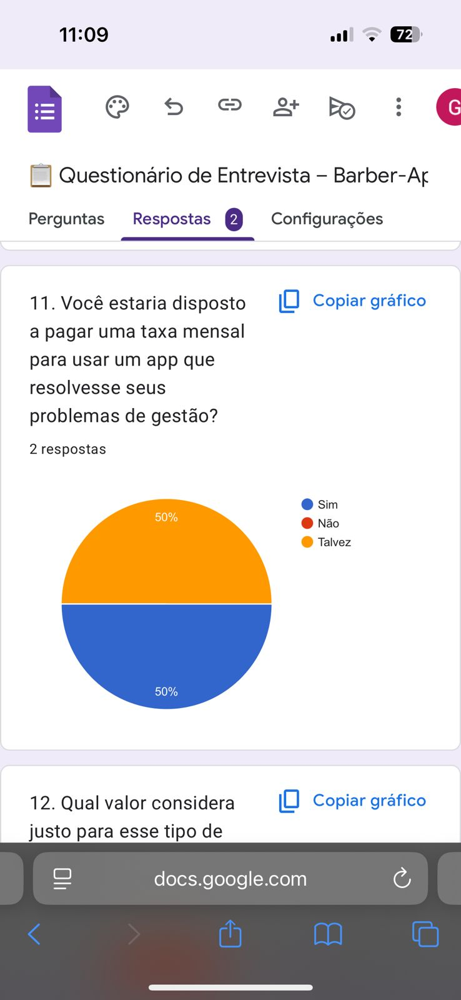 11:09
72
G
Questionário de Entrevista – Barber-Ap
Perguntas
Respostas
2
Configurações
11. Você estaria disposto
a pagar uma taxa mensal
para usar um app que
resolvesse seus
problemas de gestão?
Copiar gráfico
2 respostas
50%
50%
Sim
Não
Talvez
12. Qual valor considera
justo para esse tipo de
Copiar gráfico
docs.google.com